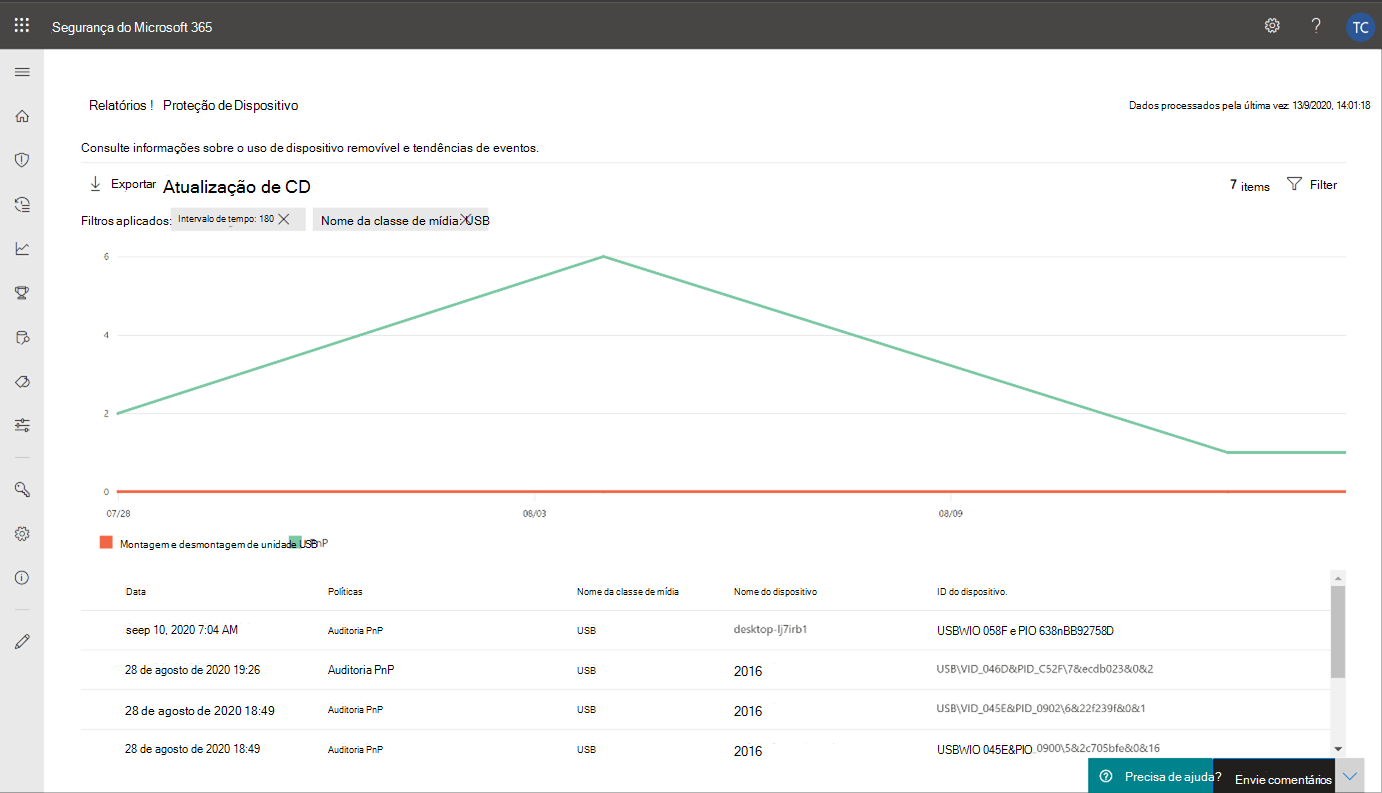 Segurança do Microsoft 365
TC
Relatórios ! Proteção de Dispositivo
Dados processados pela última vez: 13/9/2020, 14:01:18
Consulte informações sobre o uso de dispositivo removível e tendências de eventos.
Exportar Atualização de CD
7 items Filter
Filtros aplicados: Intervalo de tempo: 180 Nome da classe de mídia: USB
6
4
2
0
07/28 08/03 08/09
Montagem e desmontagem de unidade USB PnP
Data Políticas Nome da classe de mídia Nome do dispositivo ID do dispositivo.
seep 10, 2020 7:04 AM Auditoria PnP USB desktop-lj7irb1 USBWIO 058F e PIO 638nBB92758D
28 de agosto de 2020 19:26 Auditoria PnP USB 2016 USB\VID_046D&PID_C52F\7&ecdb023&0&2
28 de agosto de 2020 18:49 Auditoria PnP USB 2016 USB\VID_045E&PID_0902\6&22f239f&0&1
28 de agosto de 2020 18:49 Auditoria PnP USB 2016 USBWIO 045E&PIO_0900\5&2c705bfe&0&16
Precisa de ajuda? Envie comentários